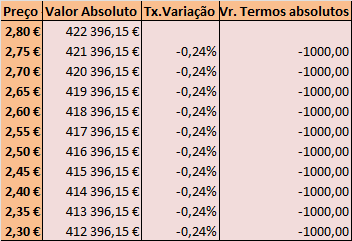 Preço Valor Absoluto Tx.Variação Vr. Termos absolutos
2,80 € 422 396,15 €
2,75 € 421 396,15 € -0,24% -1000,00
2,70 € 420 396,15 € -0,24% -1000,00
2,65 € 419 396,15 € -0,24% -1000,00
2,60 € 418 396,15 € -0,24% -1000,00
2,55 € 417 396,15 € -0,24% -1000,00
2,50 € 416 396,15 € -0,24% -1000,00
2,45 € 415 396,15 € -0,24% -1000,00
2,40 € 414 396,15 € -0,24% -1000,00
2,35 € 413 396,15 € -0,24% -1000,00
2,30 € 412 396,15 € -0,24% -1000,00